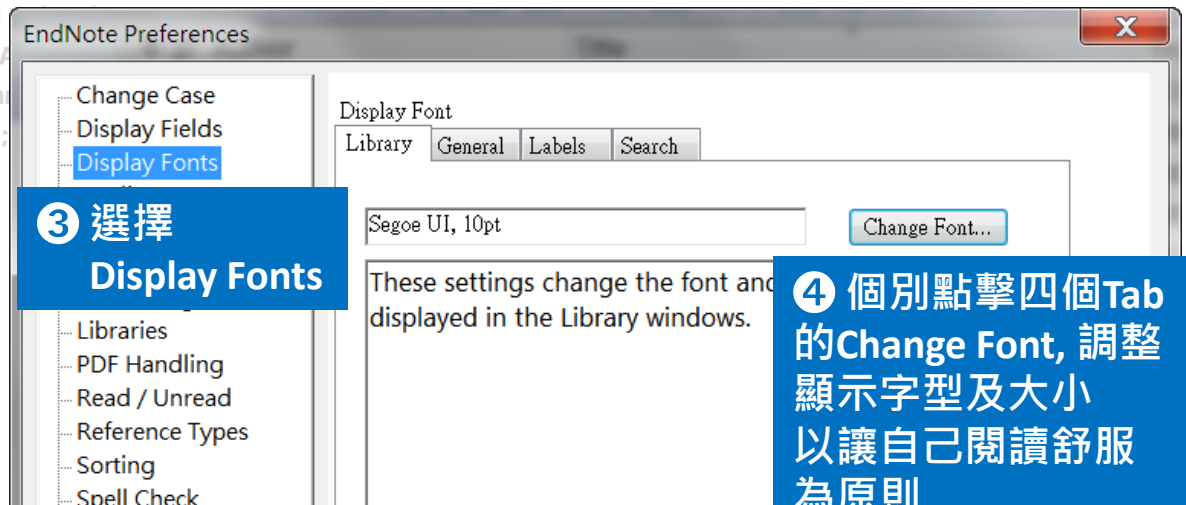 EndNote Preferences
X
Change Case
Display Fields
Display Fonts
Libraries
PDF Handling
Read / Unread
Reference Types
Sorting
Spell Check
❸ 選擇
Display Fonts
Display Font
Library General Labels Search
Segoe UI, 10pt
Change Font...
These settings change the font and
displayed in the Library windows.
❹ 個別點擊四個Tab
的Change Font, 調整
顯示字型及大小
以讓自己閱讀舒服
為原則